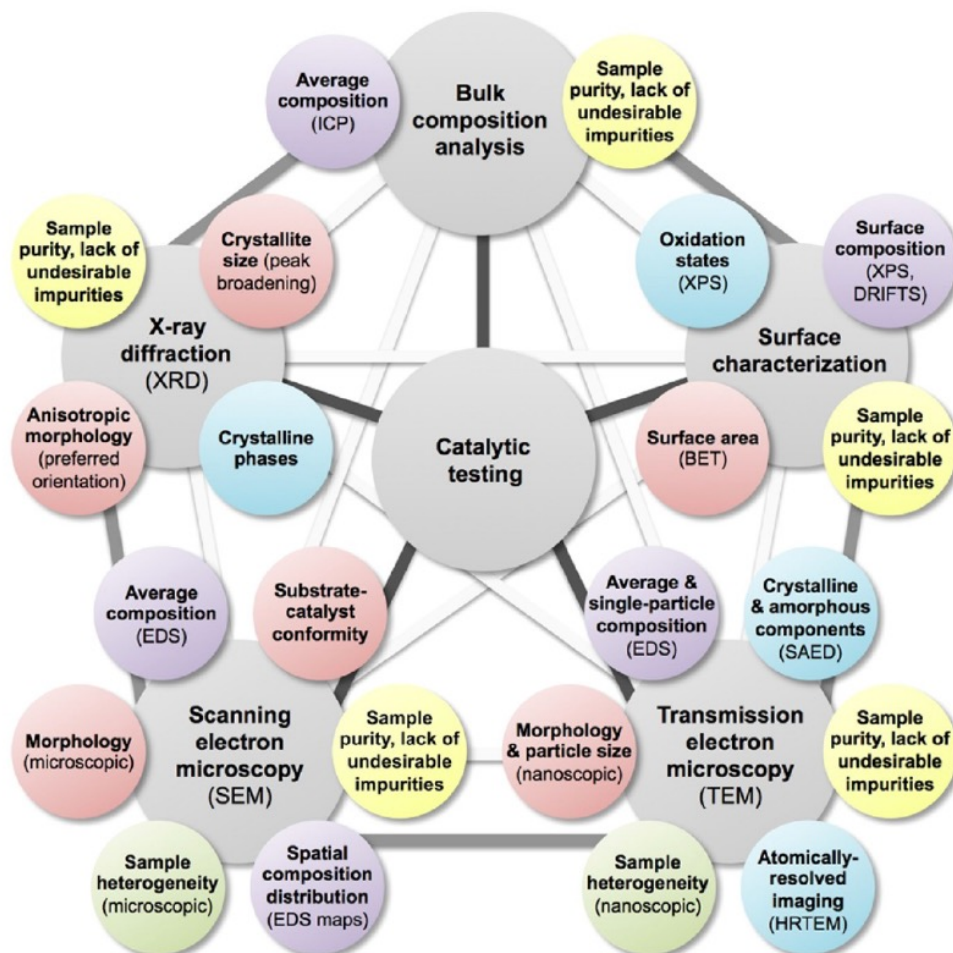 Average
composition
(ICP)
Bulk
composition
analysis
Sample
purity, lack of
undesirable
impurities
Sample
purity, lack of
undesirable
impurities
Crystallite
size (peak
broadening)
Oxidation
states
(XPS)
Surface
composition
(XPS,
DRIFTS)
X-ray
diffraction
(XRD)
Surface
characterization
Anisotropic
morphology
(preferred
orientation)
Crystalline
phases
Catalytic
testing
Surface area
(BET)
Sample
purity, lack of
undesirable
impurities
Average
composition
(EDS)
Substrate-
catalyst
conformity
Average &
single-particle
composition
(EDS)
Crystalline
& amorphous
components
(SAED)
Morphology
(microscopic)
Scanning
electron
microscopy
(SEM)
Sample
purity, lack of
undesirable
impurities
Morphology
& particle size
(nanoscopic)
Transmission
electron
microscopy
(TEM)
Sample
purity, lack of
undesirable
impurities
Sample
heterogeneity
(microscopic)
Spatial
composition
distribution
(EDS maps)
Sample
heterogeneity
(nanoscopic)
Atomically-
resolved
imaging
(HRTEM)